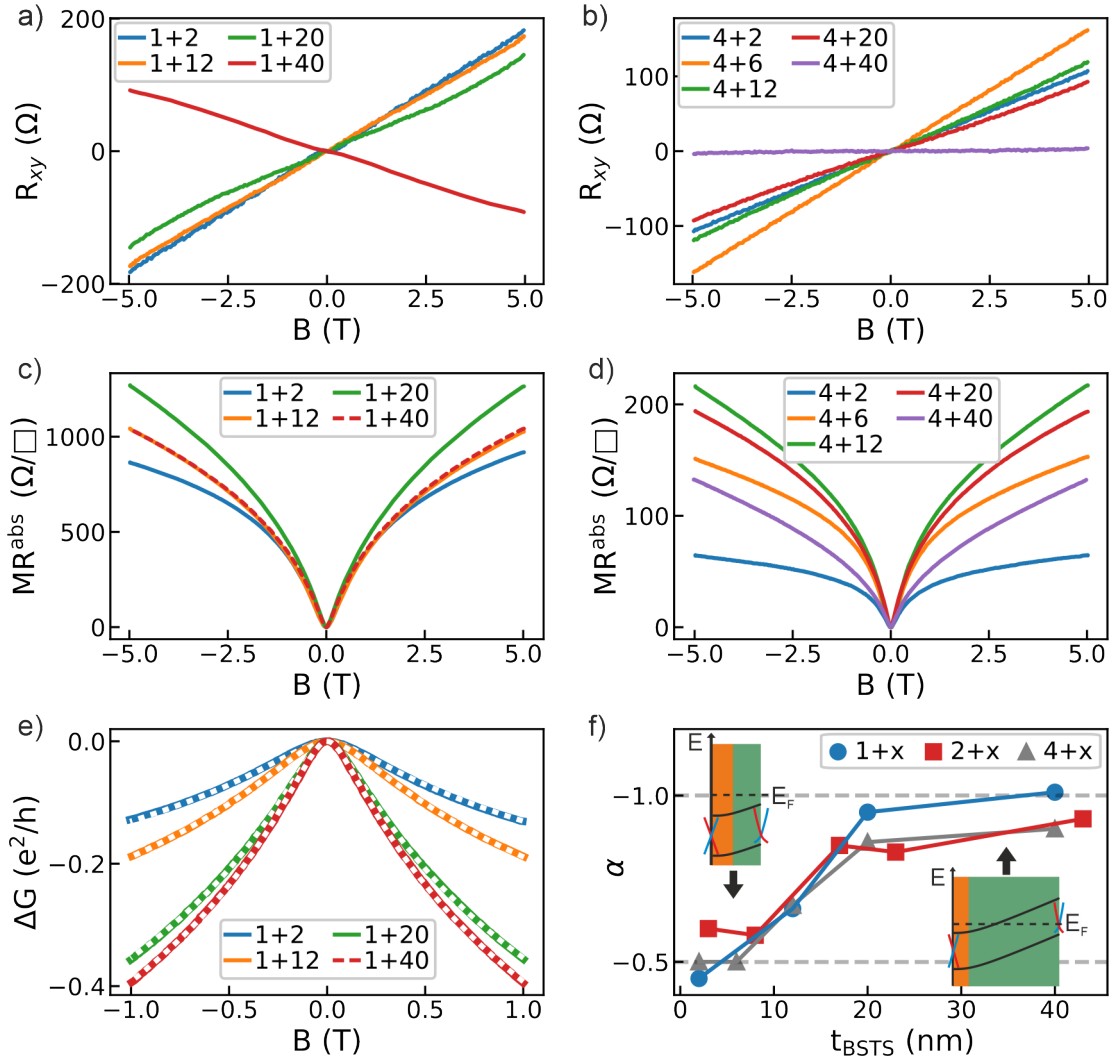 a)
200
0
−200
R_xy (Ω)
1+2 1+20
1+12 1+40
−5.0 −2.5 0.0 2.5 5.0
B (T)
b)
100
0
−100
R_xy (Ω)
4+2 4+20
4+6 4+40
4+12
−5.0 −2.5 0.0 2.5 5.0
B (T)
c)
1000
500
0
MR^abs (Ω/□)
1+2 1+20
1+12 1+40
−5.0 −2.5 0.0 2.5 5.0
B (T)
d)
200
100
0
MR^abs (Ω/□)
4+2 4+20
4+6 4+40
4+12
−5.0 −2.5 0.0 2.5 5.0
B (T)
e)
0.0
−0.2
−0.4
ΔG (e²/h)
1+2 1+20
1+12 1+40
−1.0 −0.5 0.0 0.5 1.0
B (T)
f)
1+x 2+x 4+x
E
E_F
−1.0
−0.5
α
E
E_F
0 10 20 30 40
t_BSTS (nm)